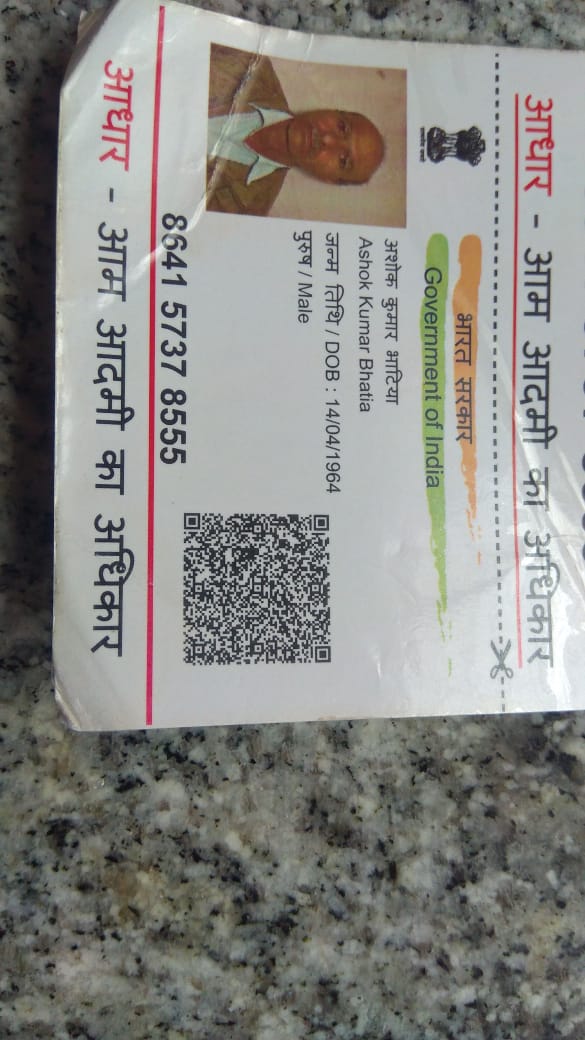 आधार - आम आदमी का अधिकार
भारत सरकार
Government of India
अशोक कुमार भाटिया
Ashok Kumar Bhatia
जन्म तिथि / DOB : 14/04/1964
पुरुष / Male
8641 5737 8555
आधार - आम आदमी का अधिकार